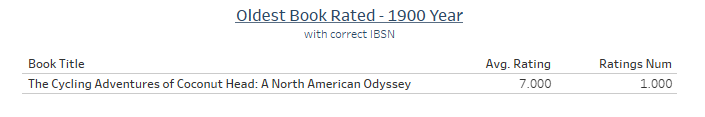 Oldest Book Rated - 1900 Year
with correct IBSN
Book Title Avg. Rating Ratings Num
The Cycling Adventures of Coconut Head: A North American Odyssey 7.000 1.000